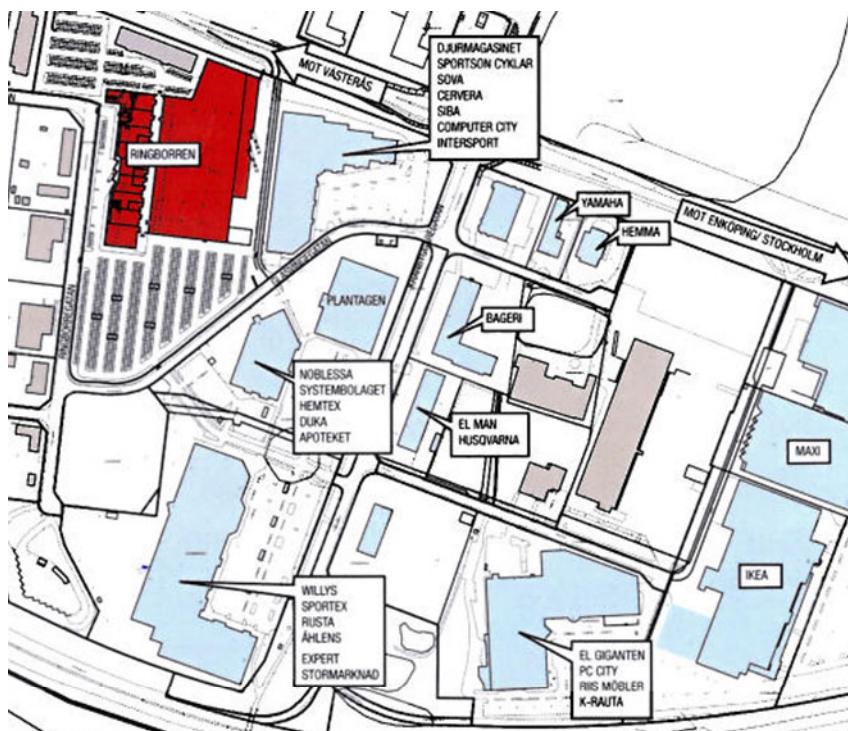 MOT VÄSTERÅS
DJURMAGASINET
SPORTSON CYKLAR
SOVA
CERVERA
SIBA
COMPUTER CITY
INTERSPORT
RINGBORREN
YAMAHA
HEMMA
MOT ENKÖPING/ STOCKHOLM
PLANTAGEN
BAGERI
RINGBORREGATAN
NOBLESSA
SYSTEMBOLAGET
HEMTEX
DUKA
APOTEKET
EL MAN
HUSQVARNA
MAXI
IKEA
WILLYS
SPORTEX
RUSTA
ÅHLENS
EXPERT
STORMARKNAD
EL GIGANTEN
PC CITY
RIIS MÖBLER
K-RAUTA